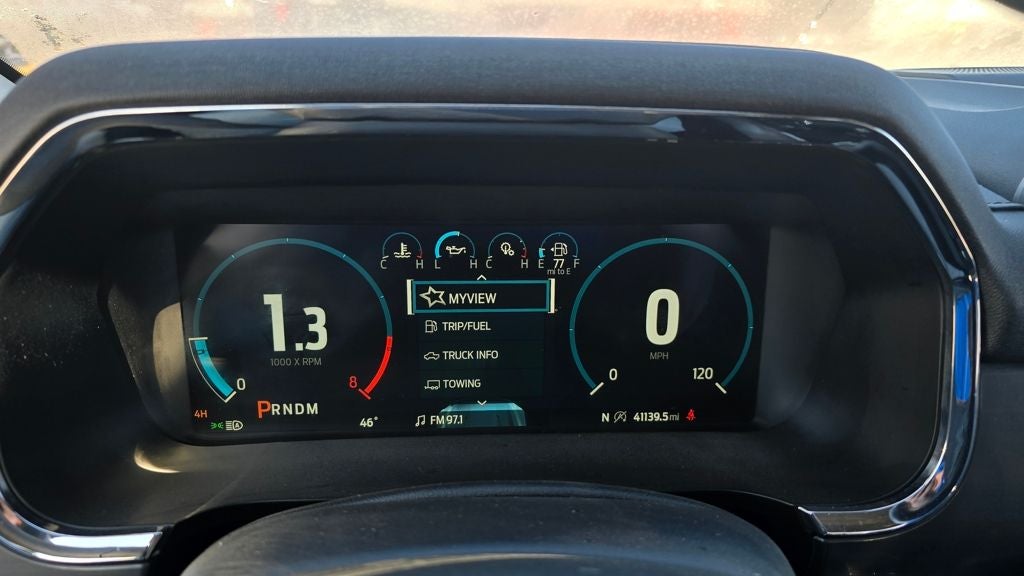 C H L H C H E F
77
mi to E
MYVIEW
TRIP/FUEL
TRUCK INFO
TOWING
1.3
1000 X RPM
0 8
4H
PRNDM
46°
A
FM 97.1
0
MPH
0 120
N A 41139.5 mi